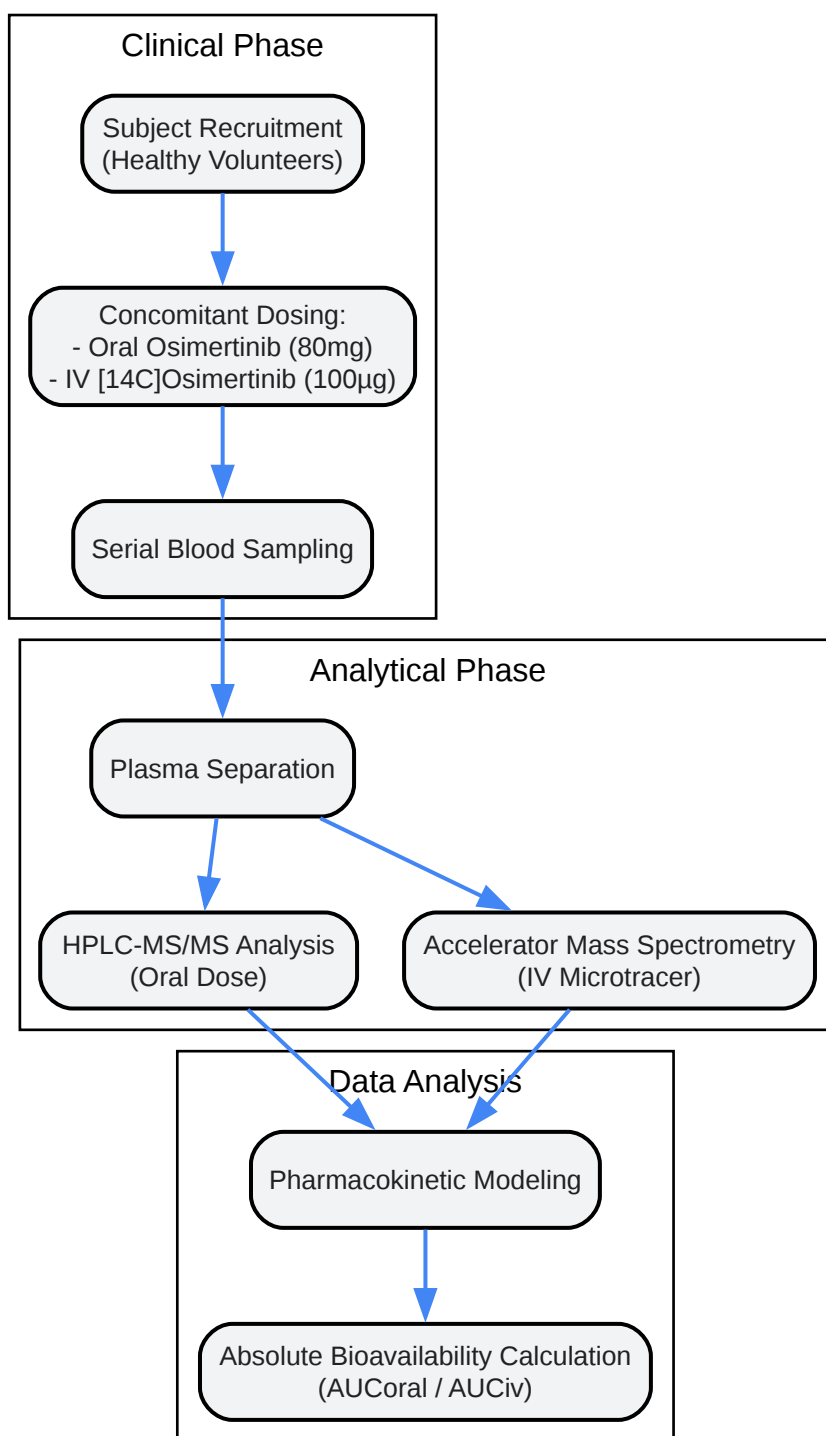 Clinical Phase
Subject Recruitment
(Healthy Volunteers)
Concomitant Dosing:
- Oral Osimertinib (80mg)
- IV [14C]Osimertinib (100µg)
Serial Blood Sampling
Analytical Phase
Plasma Separation
HPLC-MS/MS Analysis
(Oral Dose)
Accelerator Mass Spectrometry
(IV Microtracer)
Data Analysis
Pharmacokinetic Modeling
Absolute Bioavailability Calculation
(AUCoral / AUCiv)